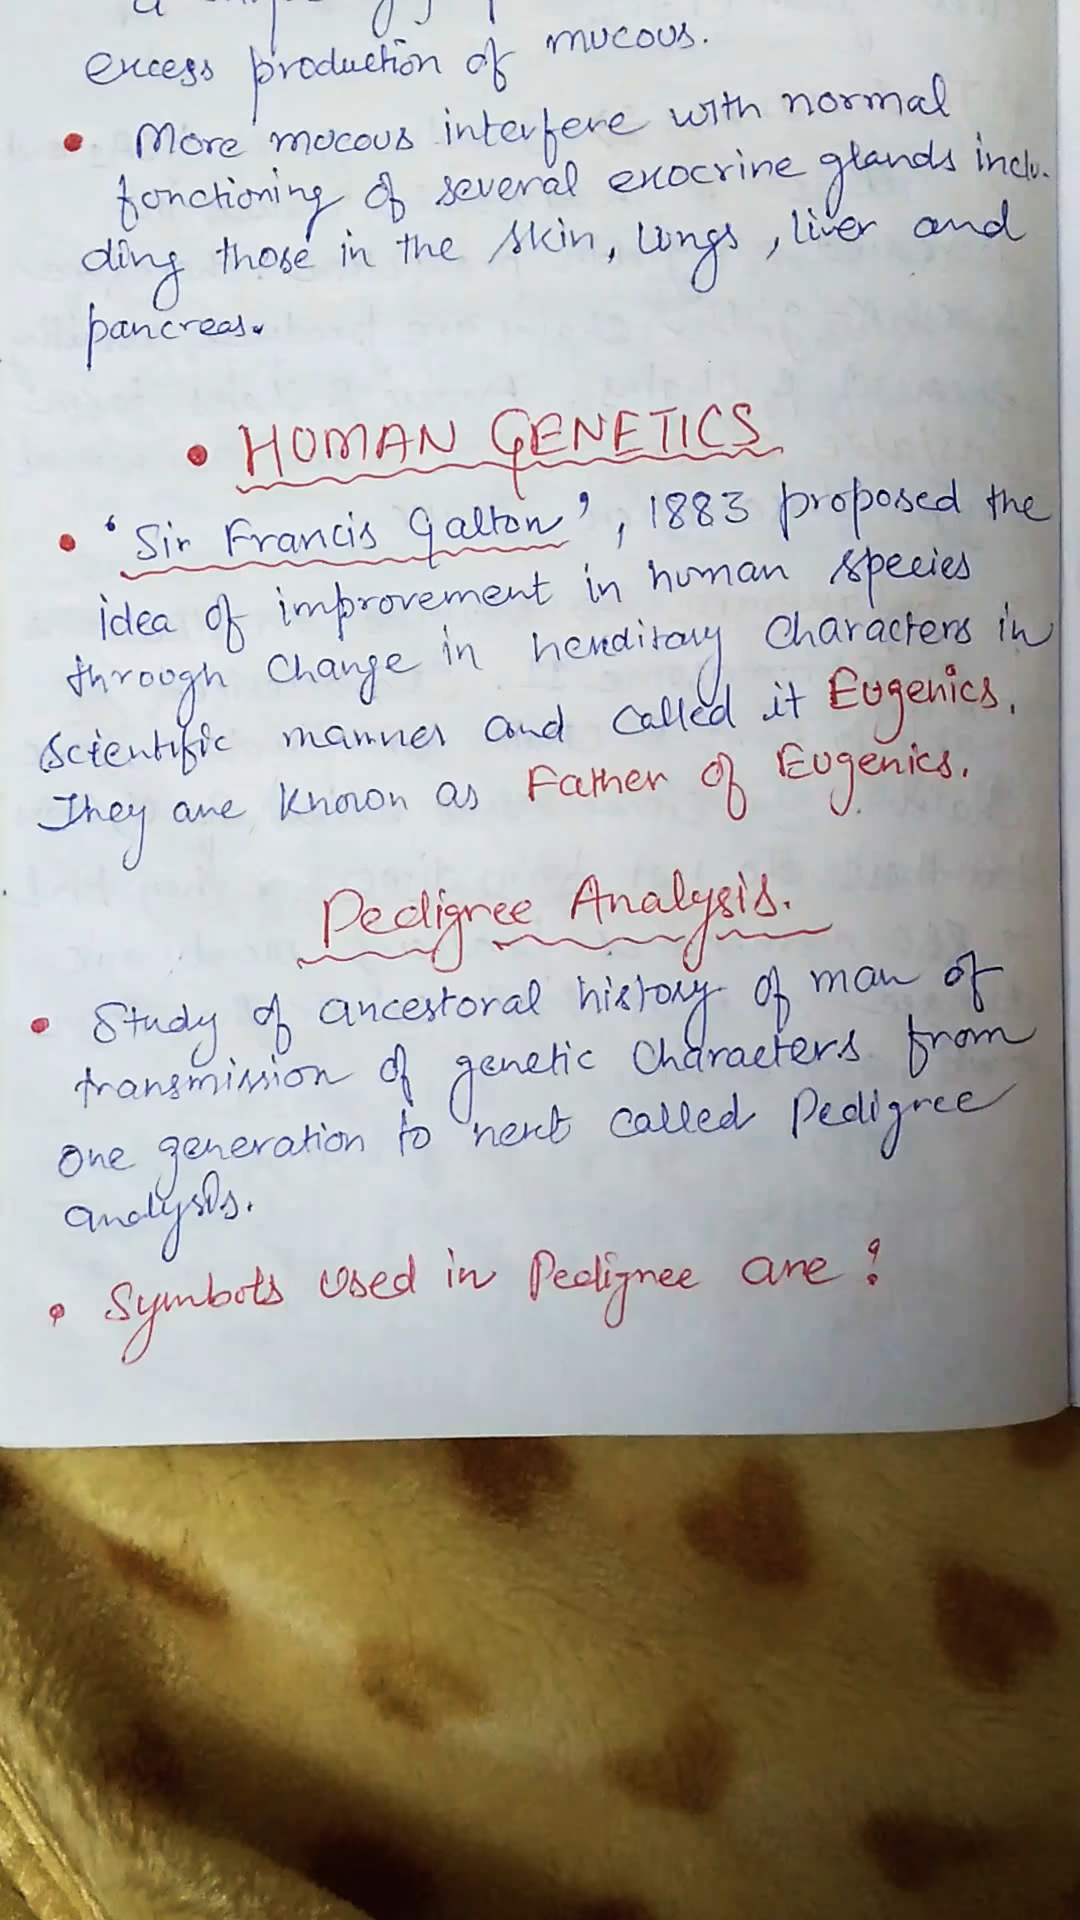 excess production of mucous.
• More mucous interfere with normal
fonctioning of several exocrine glands inclu-
ding those in the skin, lungs, liver and
pancreas.
• HUMAN GENETICS
• 'Sir Francis Galton', 1883 proposed the
idea of improvement in human species
through change in hereditary characters in
scientific manner and called it Eugenics.
They are known as Father of Eugenics.
Pedigree Analysis.
• Study of ancestoral history of man of
transmission of genetic characters from
one generation to next called Pedigree
analysis.
• Symbols used in Pedigree are :